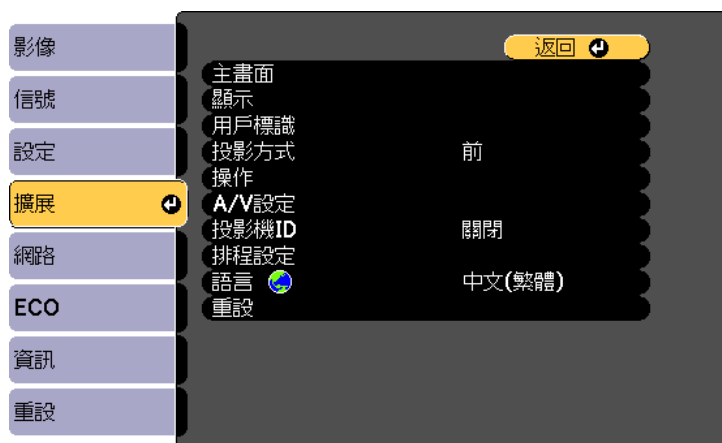 影像
信號
設定
擴展
網路
ECO
資訊
重設
返回
主畫面
顯示
用戶標識
投影方式 前
操作
A/V設定
投影機ID 關閉
排程設定
語言 中文(繁體)
重設